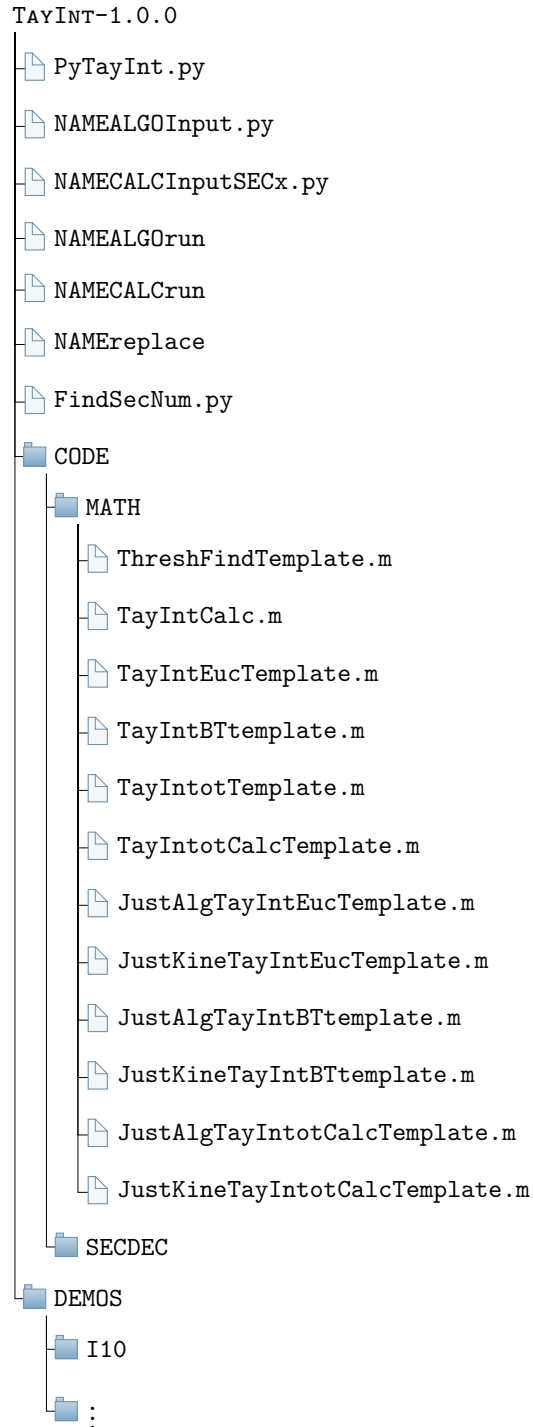 TAYINT-1.0.0
PyTayInt.py
NAMEALGOInput.py
NAMECALCInputSECx.py
NAMEALGOrun
NAMECALCrun
NAMEreplace
FindSecNum.py
CODE
MATH
ThreshFindTemplate.m
TayIntCalc.m
TayIntEucTemplate.m
TayIntBTtemplate.m
TayIntotTemplate.m
TayIntotCalcTemplate.m
JustAlgTayIntEucTemplate.m
JustKineTayIntEucTemplate.m
JustAlgTayIntBTtemplate.m
JustKineTayIntBTtemplate.m
JustAlgTayIntotCalcTemplate.m
JustKineTayIntotCalcTemplate.m
SECDEC
DEMOS
I10
⋮